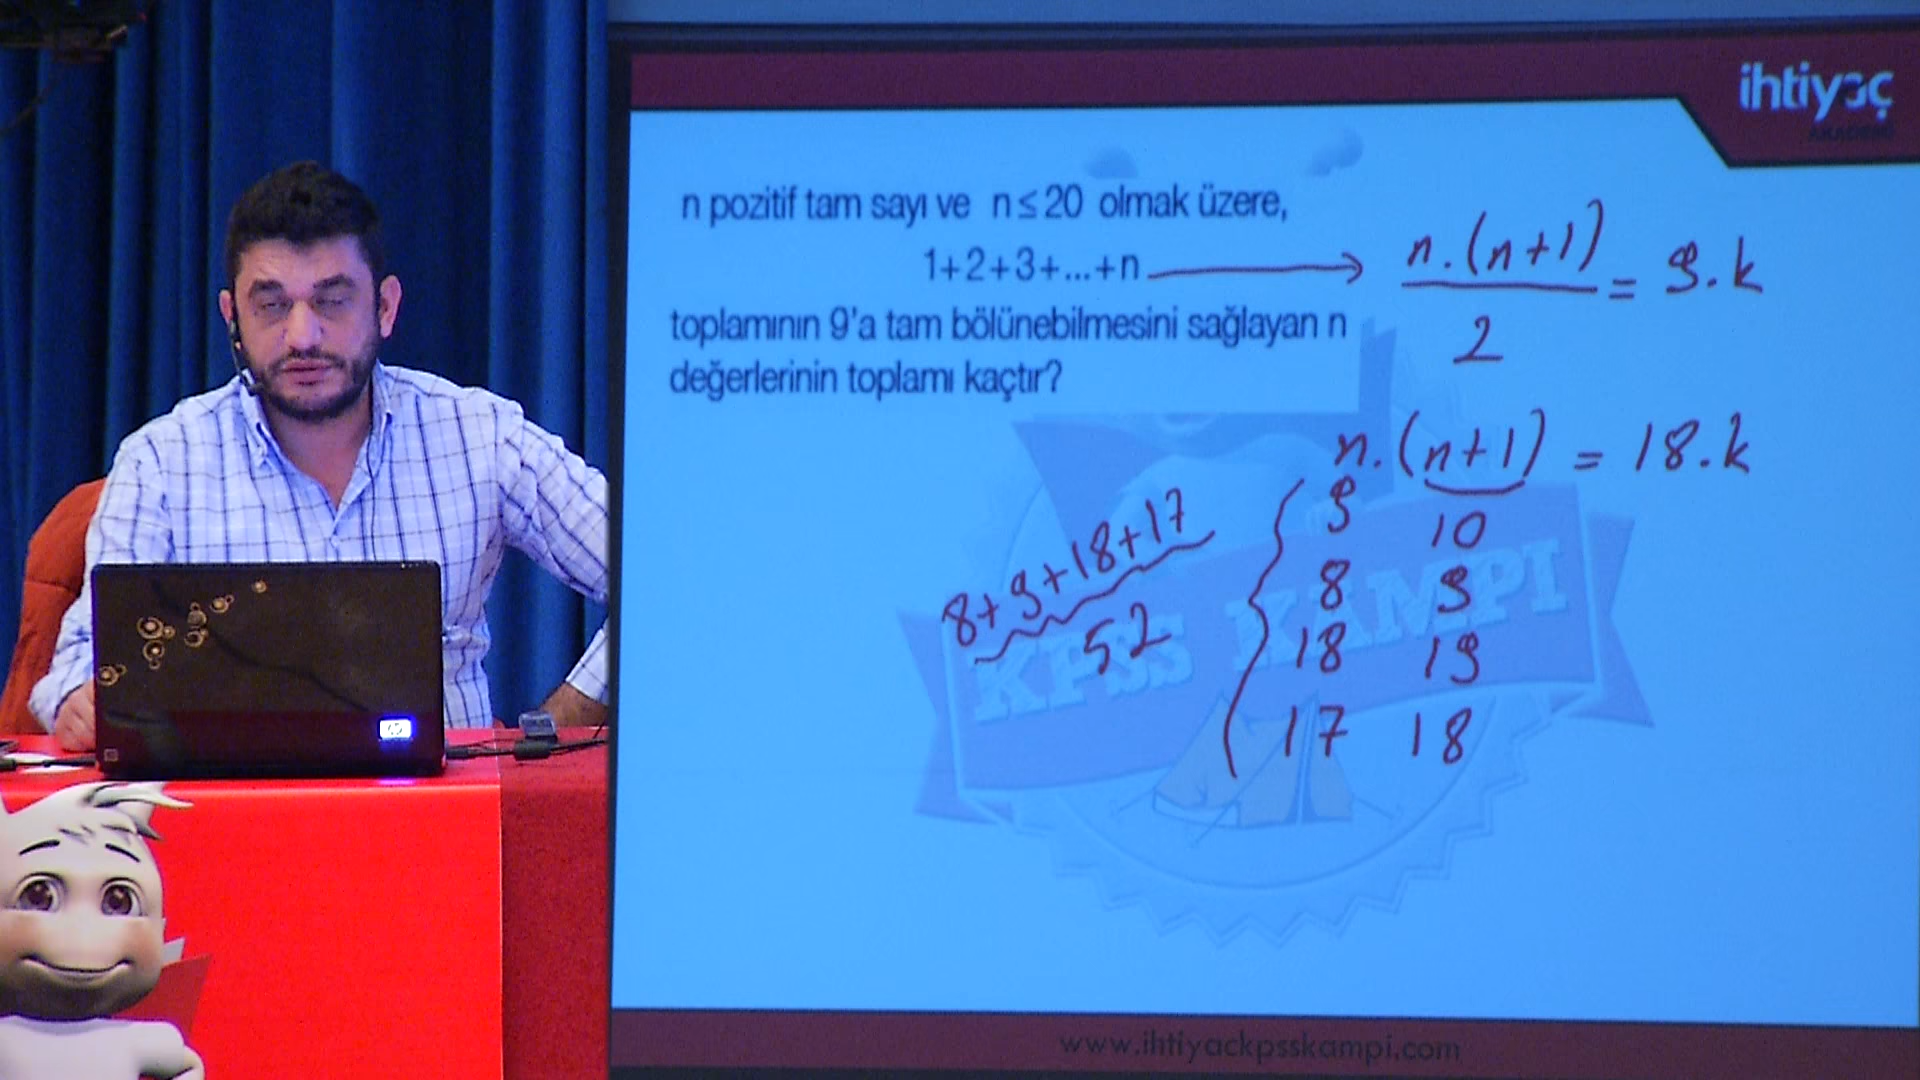 ihtiyaç
AKADEMİ
n pozitif tam sayı ve n ≤ 20 olmak üzere,
1+2+3+...+n → n.(n+1) / 2 = 9.k
toplamının 9'a tam bölünebilmesini sağlayan n
değerlerinin toplamı kaçtır?
n.(n+1) = 18.k
9 10
8 9
18 19
17 18
8+9+18+17
52
KPSS KAMPI
hp
www.ihtiyackpsskampi.com